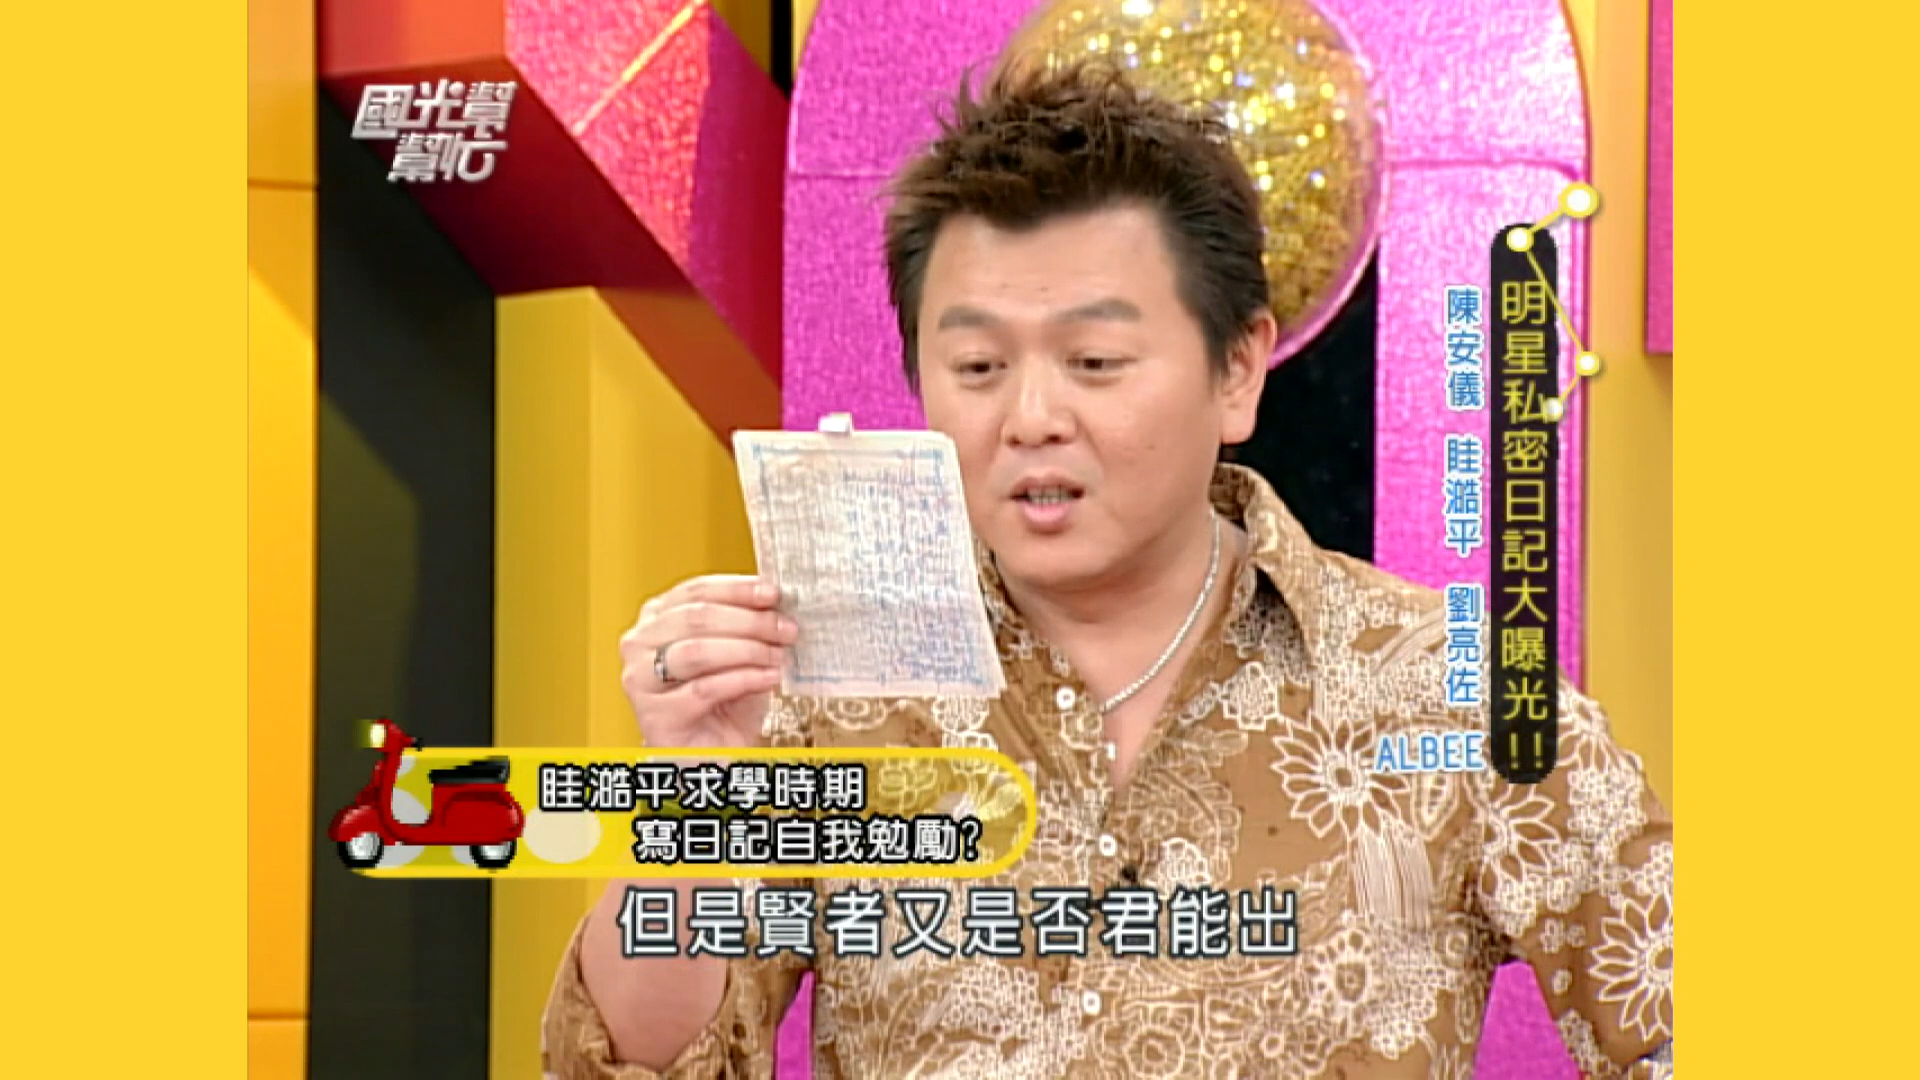 國光幫
幫忙
明星私密日記大曝光!!
陳安儀 眭澔平 劉亮佐 ALBEE
眭澔平求學時期
寫日記自我勉勵?
但是賢者又是否君能出